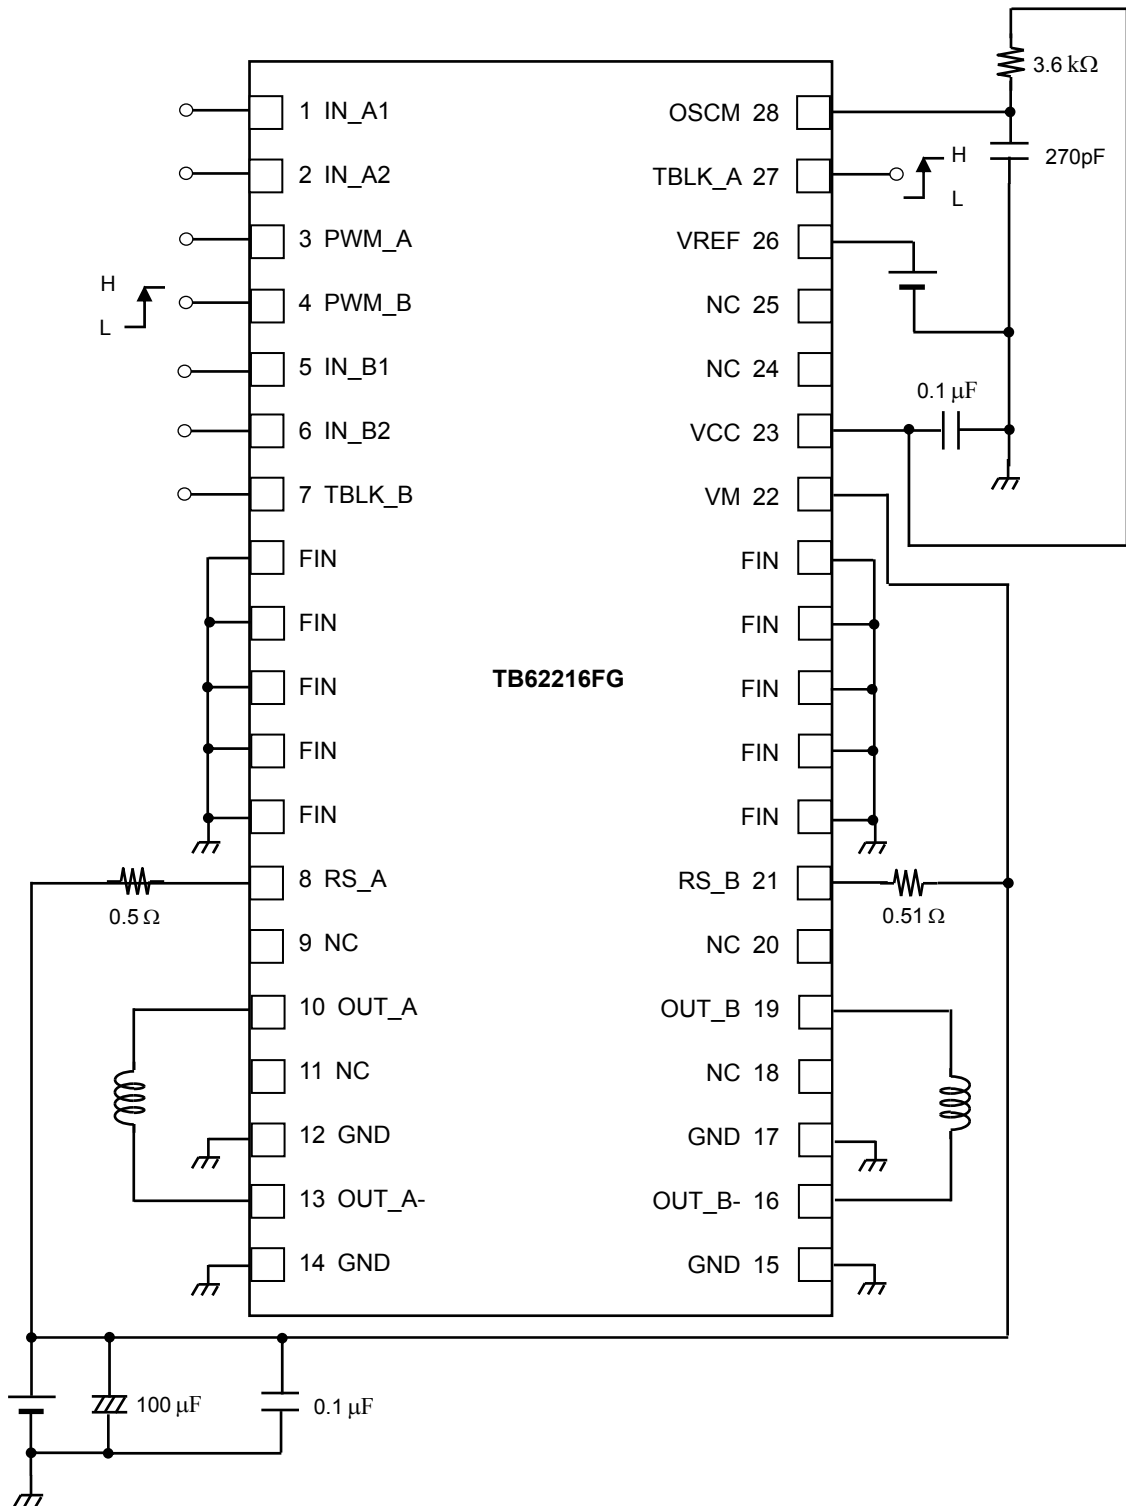 3.6 kΩ
1 IN_A1
OSCM 28
270pF
2 IN_A2
TBLK_A 27
H
L
3 PWM_A
VREF 26
H
L
4 PWM_B
NC 25
5 IN_B1
NC 24
0.1 μF
6 IN_B2
VCC 23
7 TBLK_B
VM 22
FIN
FIN
FIN
FIN
TB62216FG
FIN
FIN
FIN
FIN
FIN
FIN
8 RS_A
RS_B 21
0.5 Ω
0.51 Ω
9 NC
NC 20
10 OUT_A
OUT_B 19
11 NC
NC 18
12 GND
GND 17
13 OUT_A-
OUT_B- 16
14 GND
GND 15
100 μF
0.1 μF